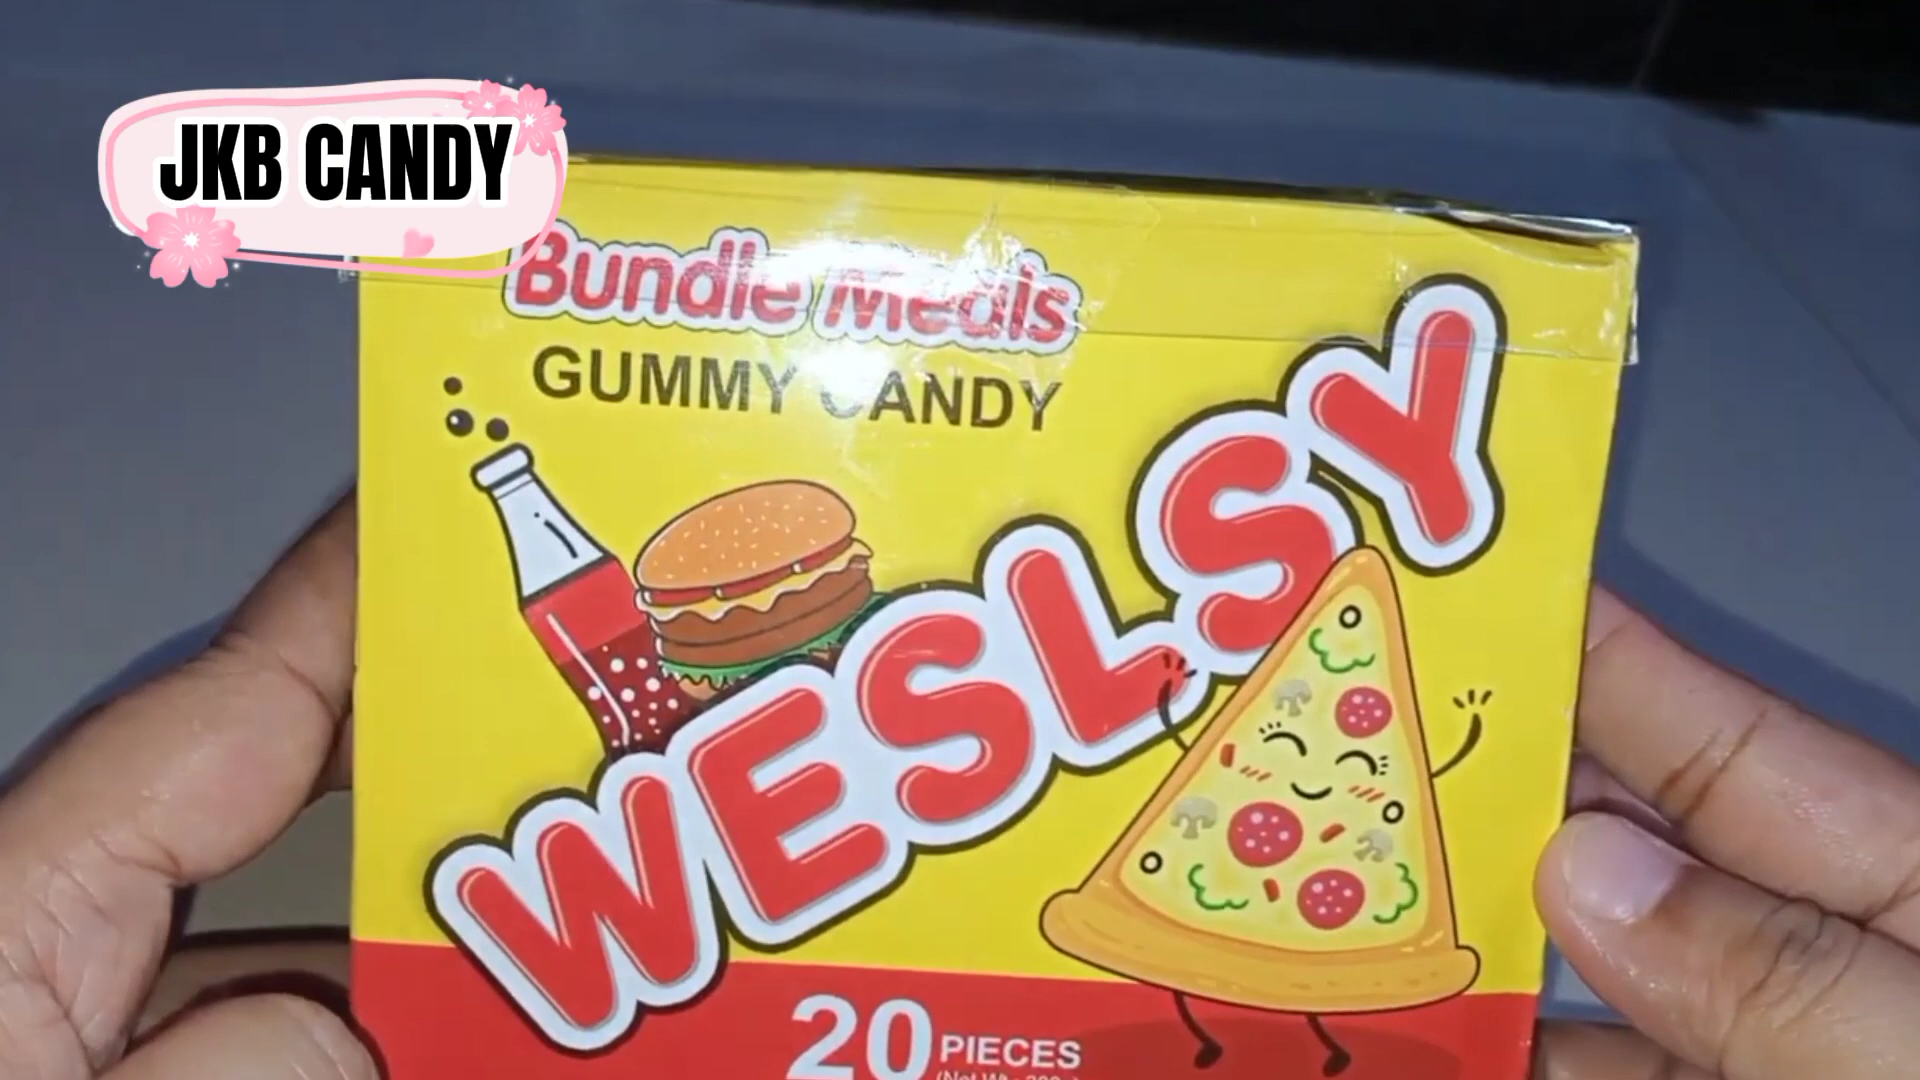 JKB CANDY
Bundle Meals
GUMMY CANDY
WESLSY
20 PIECES